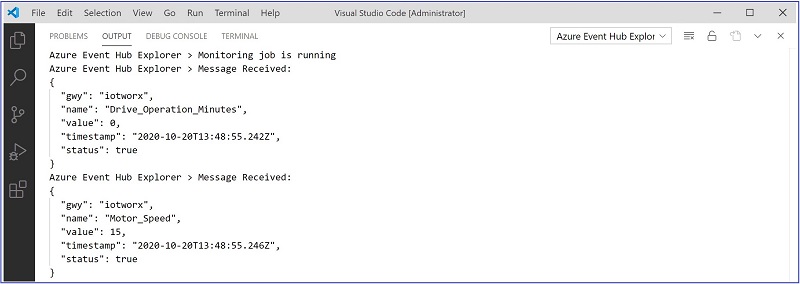 File Edit Selection View Go Run Terminal Help Visual Studio Code [Administrator]
PROBLEMS OUTPUT DEBUG CONSOLE TERMINAL Azure Event Hub Explor
Azure Event Hub Explorer > Monitoring job is running
Azure Event Hub Explorer > Message Received:
{
  "gwy": "iotworx",
  "name": "Drive_Operation_Minutes",
  "value": 0,
  "timestamp": "2020-10-20T13:48:55.242Z",
  "status": true
}
Azure Event Hub Explorer > Message Received:
{
  "gwy": "iotworx",
  "name": "Motor_Speed",
  "value": 15,
  "timestamp": "2020-10-20T13:48:55.246Z",
  "status": true
}